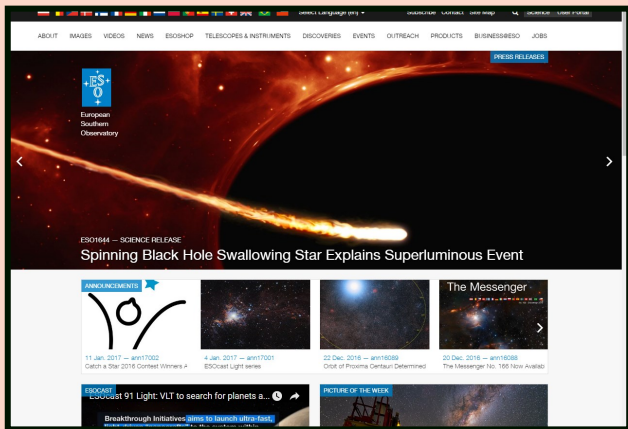 Select Language (en) Subscribe Contact Site Map Science User Portal
ABOUT IMAGES VIDEOS NEWS ESOSHOP TELESCOPES & INSTRUMENTS DISCOVERIES EVENTS OUTREACH PRODUCTS BUSINESS@ESO JOBS
PRESS RELEASES
ES
O
European
Southern
Observatory
ESO1644 — SCIENCE RELEASE
Spinning Black Hole Swallowing Star Explains Superluminous Event
ANNOUNCEMENTS
The Messenger
11 Jan. 2017 — ann17002
Catch a Star 2016 Contest Winners A
4 Jan. 2017 — ann17001
ESOcast Light series
22 Dec. 2016 — ann16089
Orbit of Proxima Centauri Determined
20 Dec. 2016 — ann16088
The Messenger No. 166 Now Availab
ESOCAST
ESOcast 91 Light: VLT to search for planets a...
PICTURE OF THE WEEK
Breakthrough Initiatives aims to launch ultra-fast,
to the system within